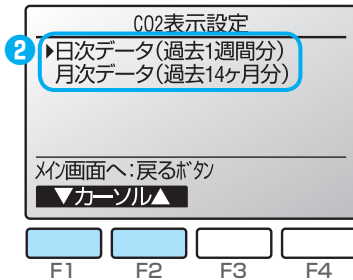 CO2表示設定
❷
▶日次データ(過去1週間分)
月次データ(過去14ヶ月分)
ﾒｲﾝ画面へ:戻るﾎﾞﾀﾝ
▼カーソル▲
F1 F2 F3 F4